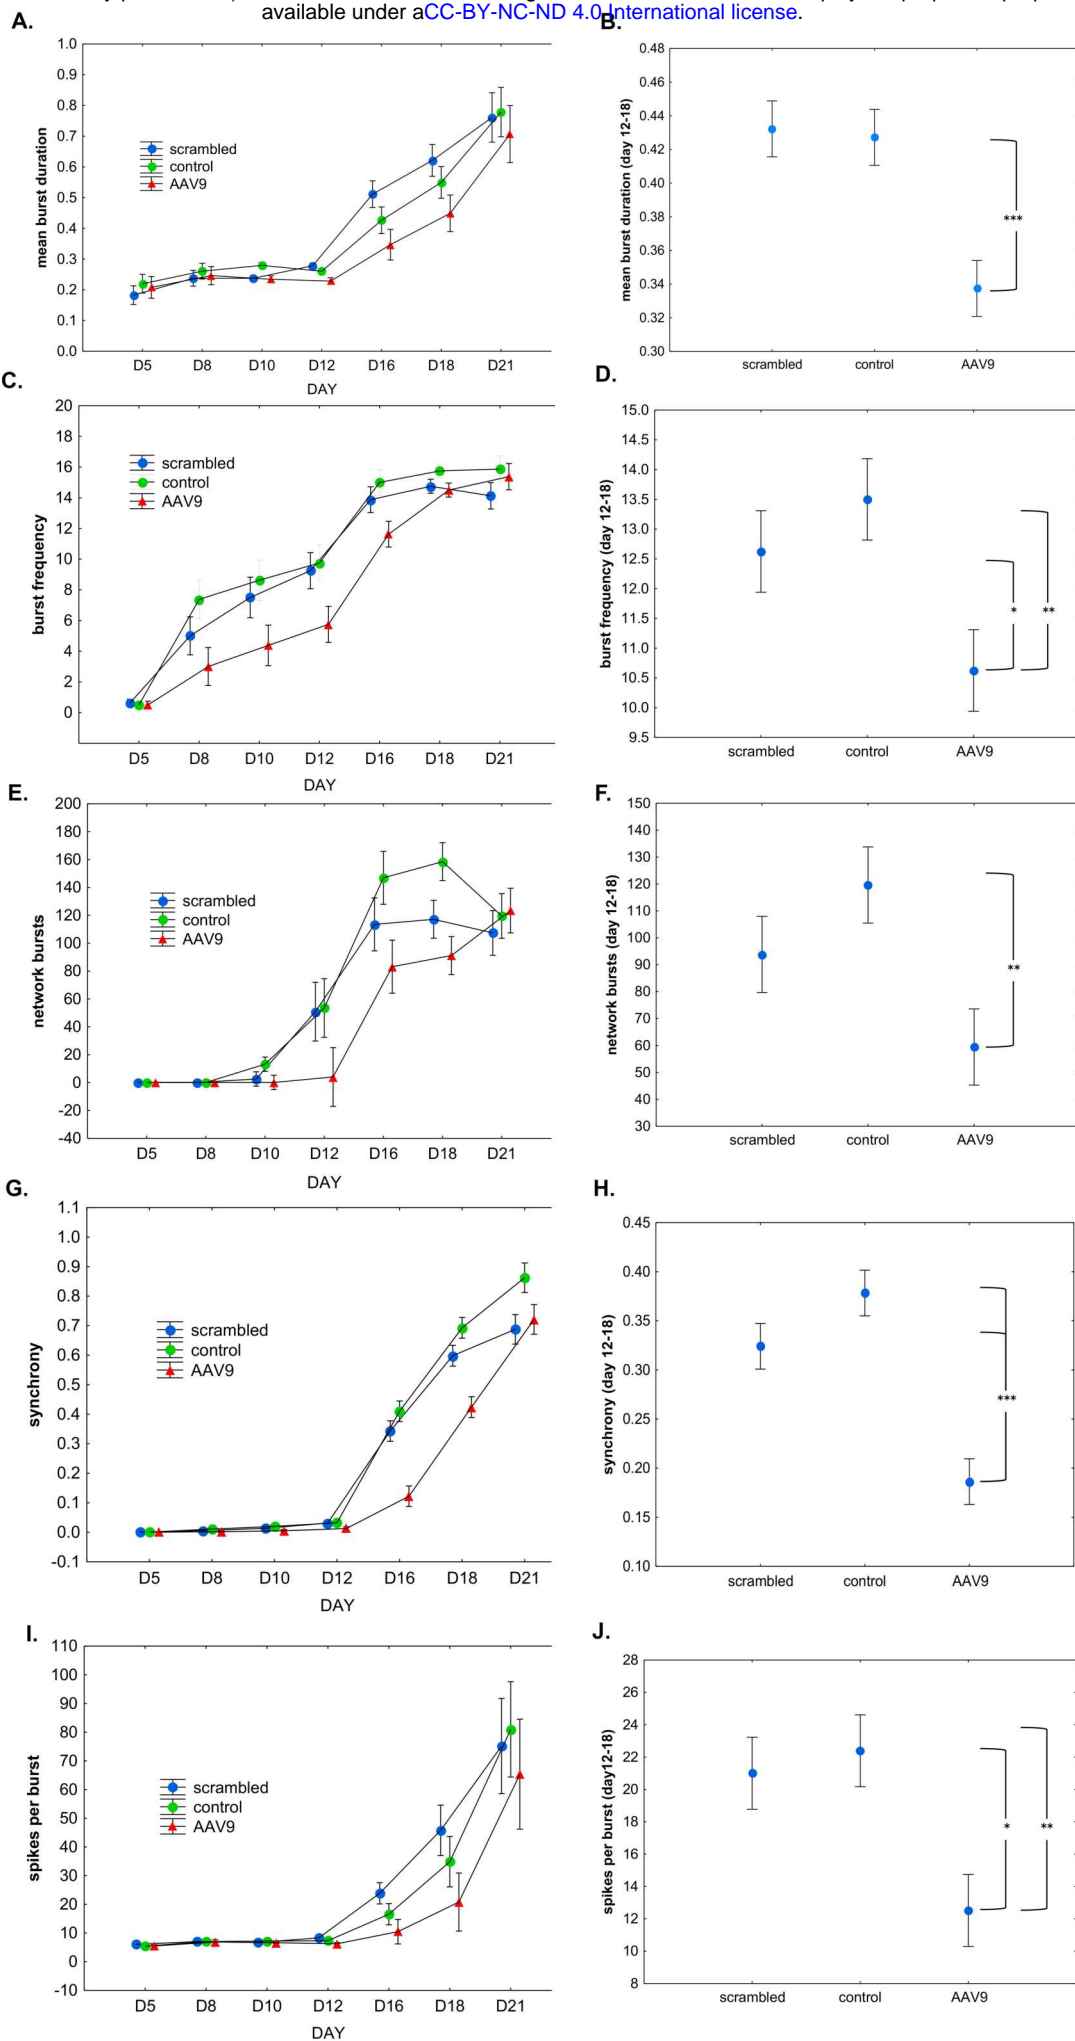 available under aCC-BY-NC-ND 4.0 International license.
A.
1.0
0.9
0.8
0.7
0.6
0.5
0.4
0.3
0.2
0.1
0.0
mean burst duration
scrambled
control
AAV9
D5 D8 D10 D12 D16 D18 D21
DAY
B.
0.48
0.46
0.44
0.42
0.40
0.38
0.36
0.34
0.32
0.30
mean burst duration (day 12-18)
***
scrambled control AAV9
C.
20
18
16
14
12
10
8
6
4
2
0
burst frequency
scrambled
control
AAV9
D5 D8 D10 D12 D16 D18 D21
DAY
D.
15.0
14.5
14.0
13.5
13.0
12.5
12.0
11.5
11.0
10.5
10.0
9.5
burst frequency (day 12-18)
* **
scrambled control AAV9
E.
200
180
160
140
120
100
80
60
40
20
0
-20
-40
network bursts
scrambled
control
AAV9
D5 D8 D10 D12 D16 D18 D21
DAY
F.
150
140
130
120
110
100
90
80
70
60
50
40
30
network bursts (day 12-18)
**
scrambled control AAV9
G.
1.1
1.0
0.9
0.8
0.7
0.6
0.5
0.4
0.3
0.2
0.1
0.0
-0.1
synchrony
scrambled
control
AAV9
D5 D8 D10 D12 D16 D18 D21
DAY
H.
0.45
0.40
0.35
0.30
0.25
0.20
0.15
0.10
synchrony (day 12-18)
***
scrambled control AAV9
I.
110
100
90
80
70
60
50
40
30
20
10
0
-10
spikes per burst
scrambled
control
AAV9
D5 D8 D10 D12 D16 D18 D21
DAY
J.
28
26
24
22
20
18
16
14
12
10
8
spikes per burst (day12-18)
* **
scrambled control AAV9